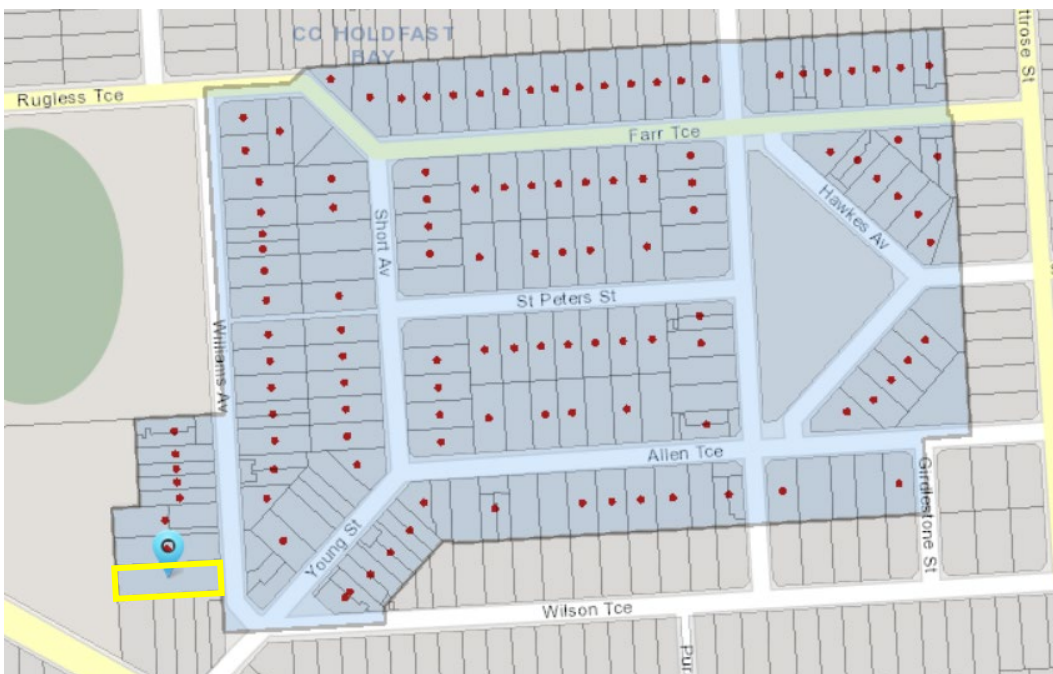 CC HOLDFAST
BAY
Rugless Tce
Farr Tce
Hawkes Av
Short Av
St Peters St
Williams Av
Allen Tce
Young St
Girdlestone St
Wilson Tce
Pur
ttrose St